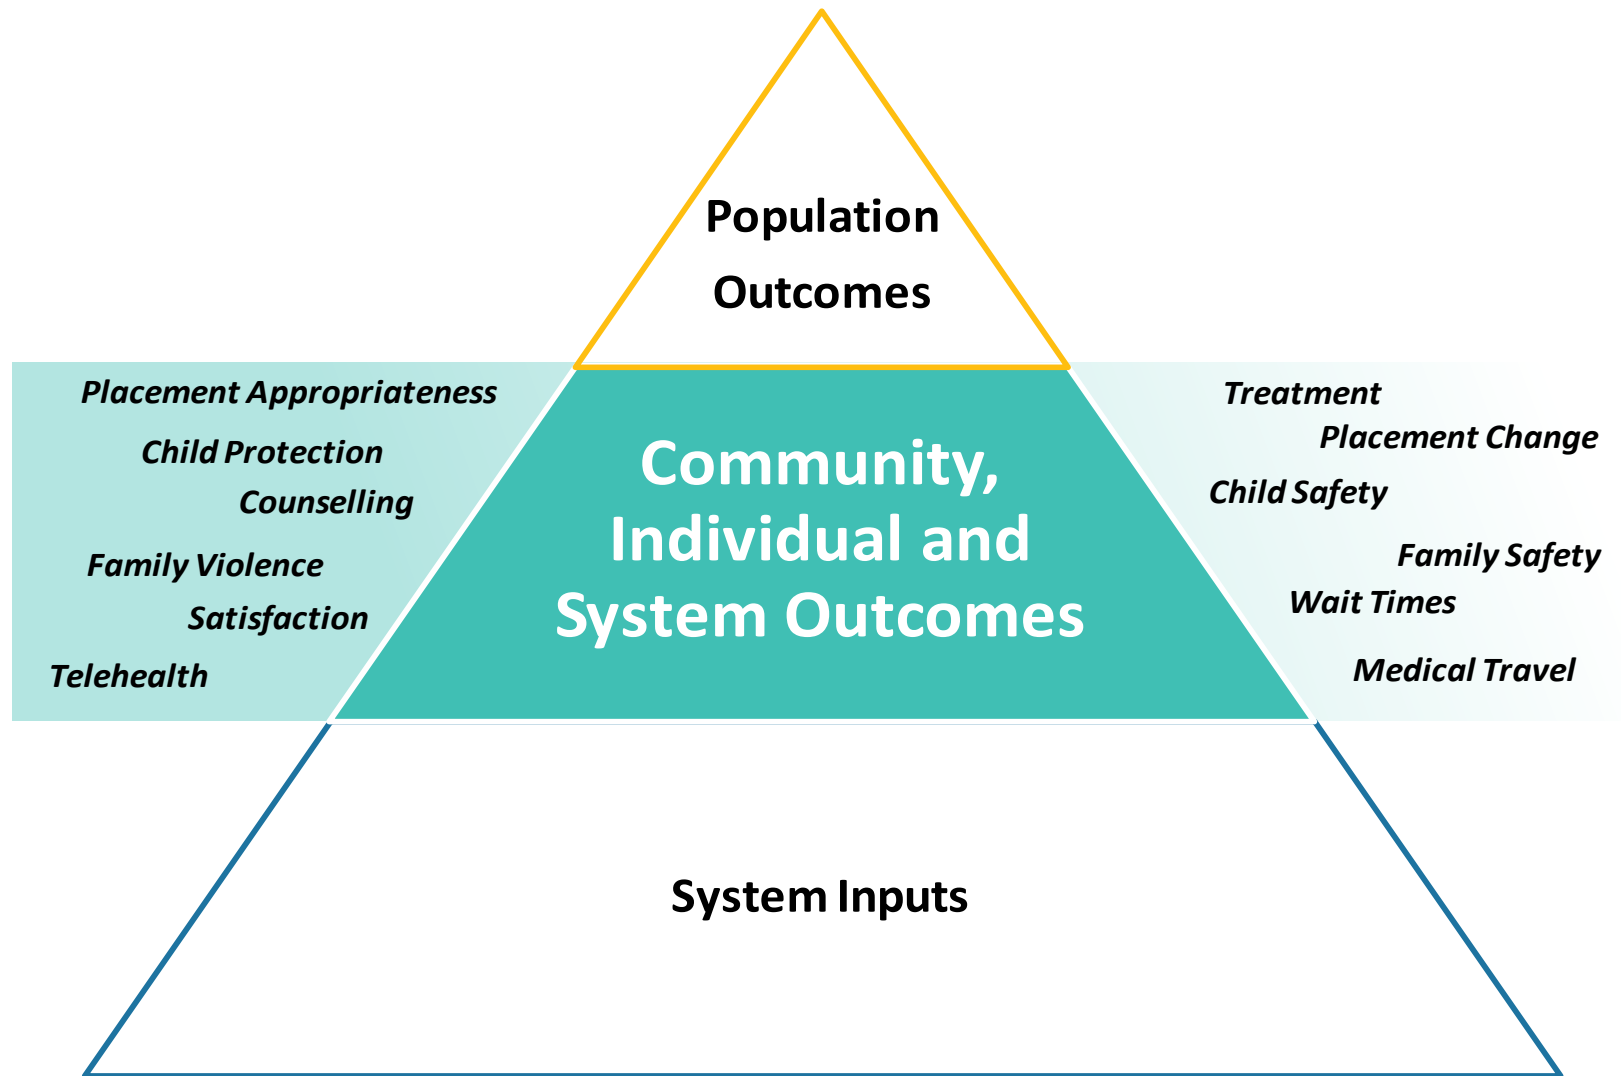 Population
Outcomes
Placement Appropriateness
Child Protection
Counselling
Family Violence
Satisfaction
Telehealth
Community,
Individual and
System Outcomes
Treatment
Placement Change
Child Safety
Family Safety
Wait Times
Medical Travel
System Inputs